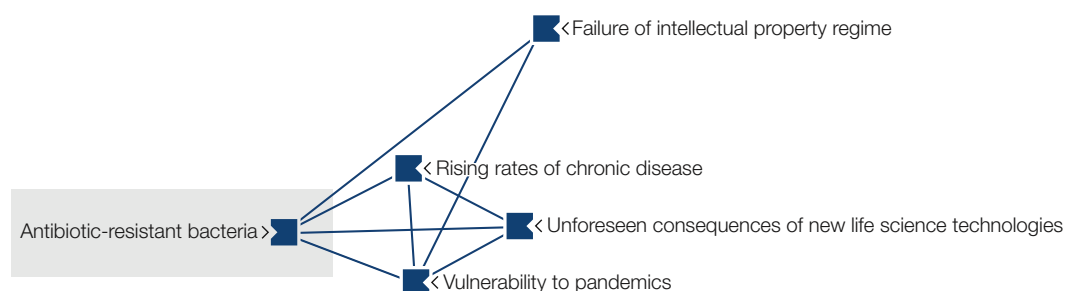 Failure of intellectual property regime
Rising rates of chronic disease
Antibiotic-resistant bacteria
Unforeseen consequences of new life science technologies
Vulnerability to pandemics